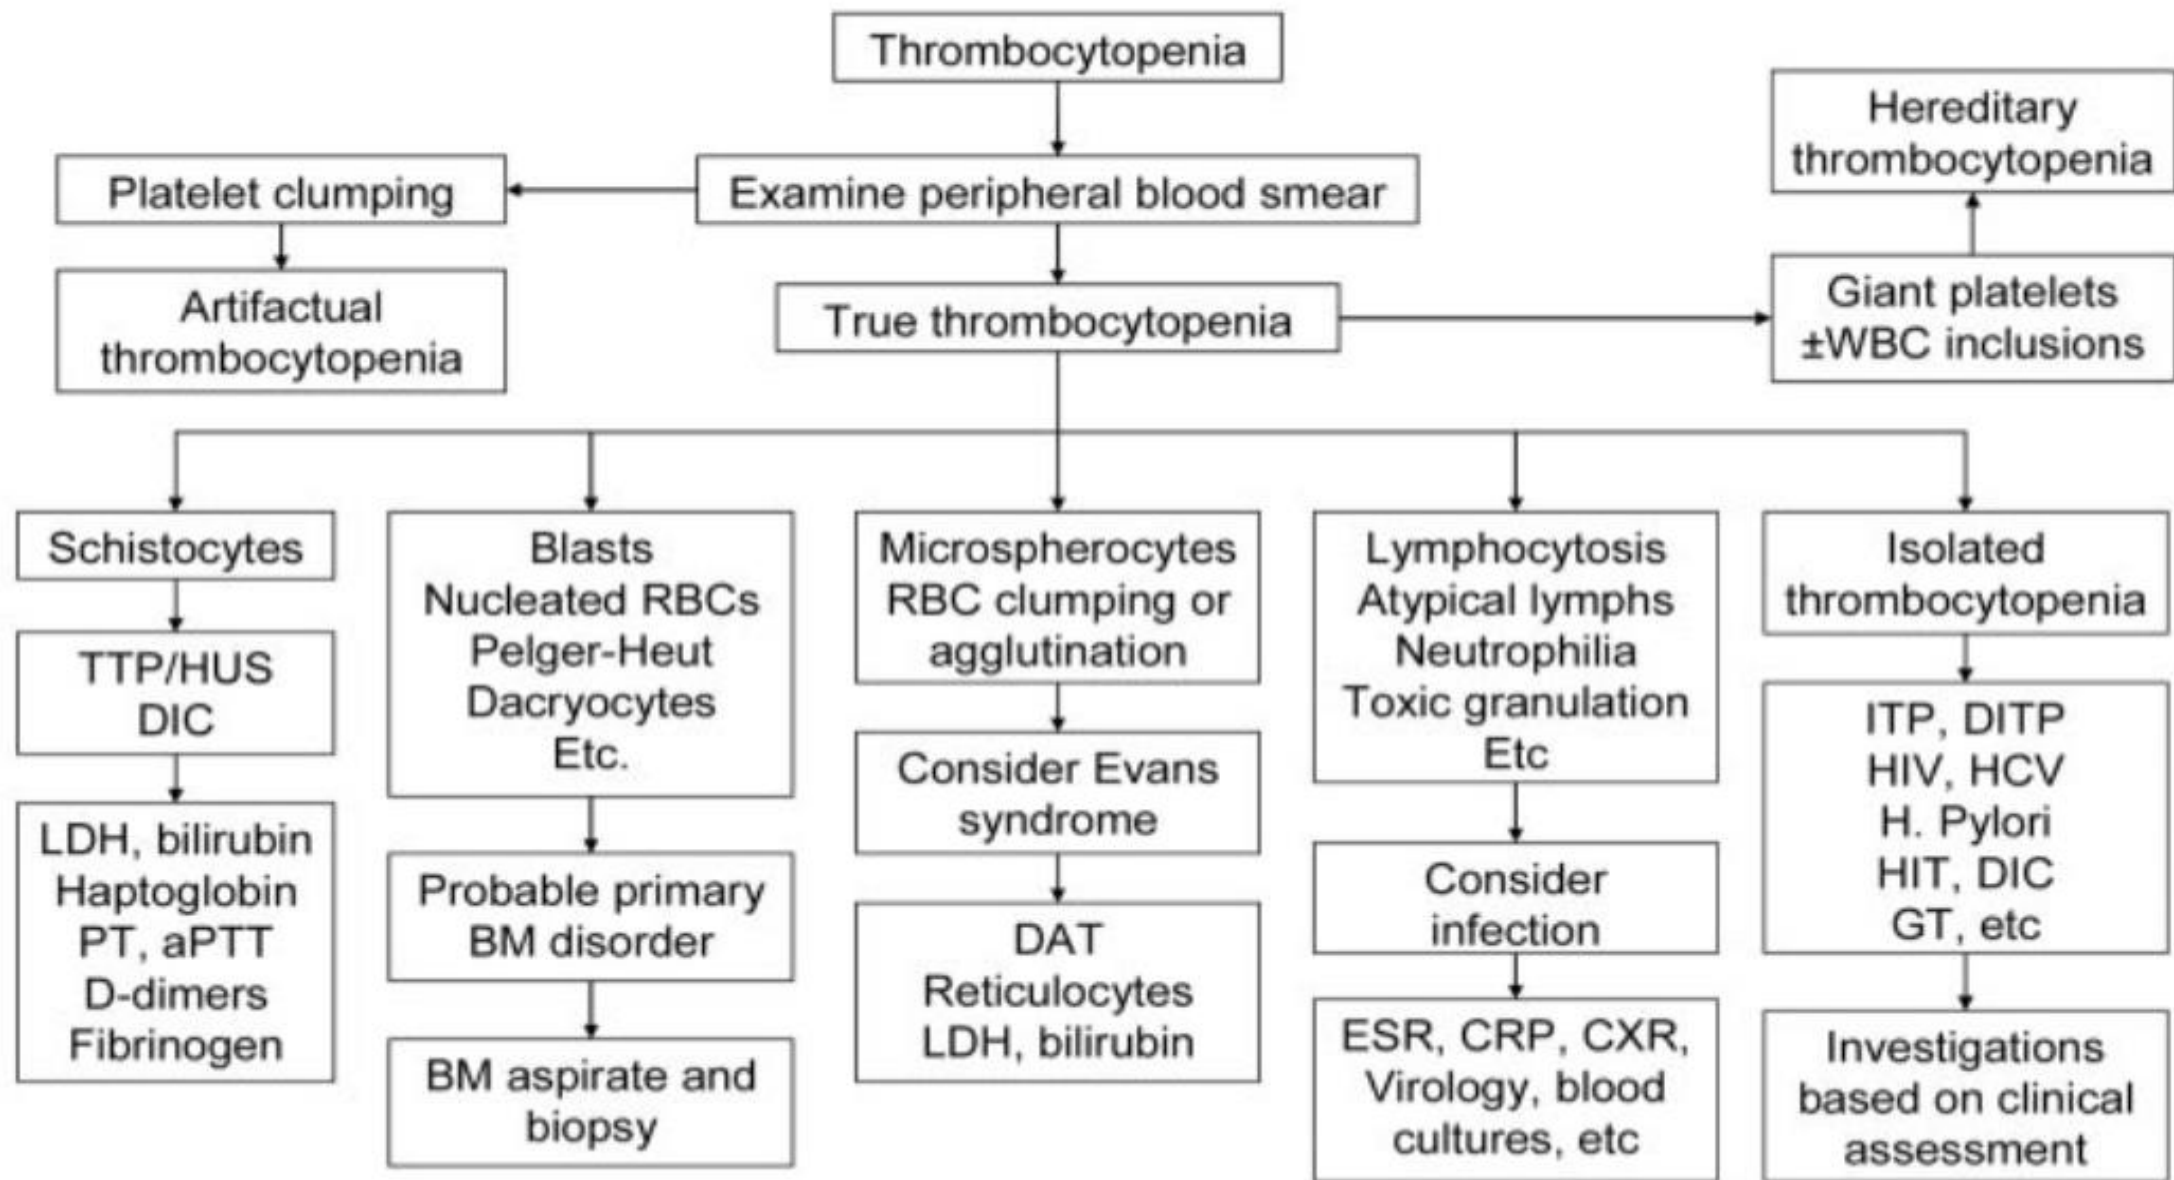 Thrombocytopenia
Hereditary
thrombocytopenia
Platelet clumping
Examine peripheral blood smear
Artifactual
thrombocytopenia
True thrombocytopenia
Giant platelets
±WBC inclusions
Schistocytes
TTP/HUS
DIC
LDH, bilirubin
Haptoglobin
PT, aPTT
D-dimers
Fibrinogen
Blasts
Nucleated RBCs
Pelger-Heut
Dacryocytes
Etc.
Probable primary
BM disorder
BM aspirate and
biopsy
Microspherocytes
RBC clumping or
agglutination
Consider Evans
syndrome
DAT
Reticulocytes
LDH, bilirubin
Lymphocytosis
Atypical lymphs
Neutrophilia
Toxic granulation
Etc
Consider
infection
ESR, CRP, CXR,
Virology, blood
cultures, etc
Isolated
thrombocytopenia
ITP, DITP
HIV, HCV
H. Pylori
HIT, DIC
GT, etc
Investigations
based on clinical
assessment